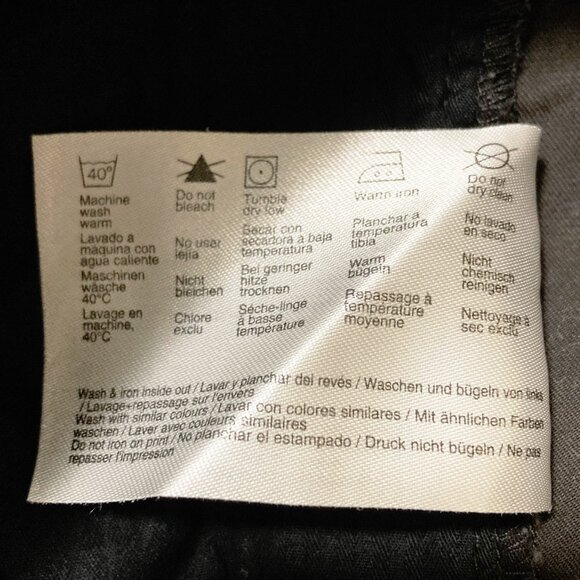 40°
Machine
wash
warm
Lavado a
máquina con
agua caliente
Maschinen
wäsche
40°C
Lavage en
machine,
40°C
Do not
bleach
No usar
lejia
Nicht
bleichen
Chlore
exclu
Tumble
dry low
Secar con
secadora a baja
temperatura
Bei geringer
hitze
trocknen
Séche-linge
à basse
température
Warm iron
Planchar a
temperatura
tibia
Warm
bügeln
Repassage à
température
moyenne
Do not
dry clean
No lavado
en seco
Nicht
chemisch
reinigen
Nettoyage à
sec exclu
Wash & iron inside out / Lavar y planchar del revés / Waschen und bügeln von links
/ Lavage+repassage sur l'envers
Wash with similar colours / Lavar con colores similares / Mit ähnlichen Farben
waschen / Laver avec couleurs similaires
Do not iron on print / No planchar el estampado / Druck nicht bügeln / Ne pas
repasser l'impression